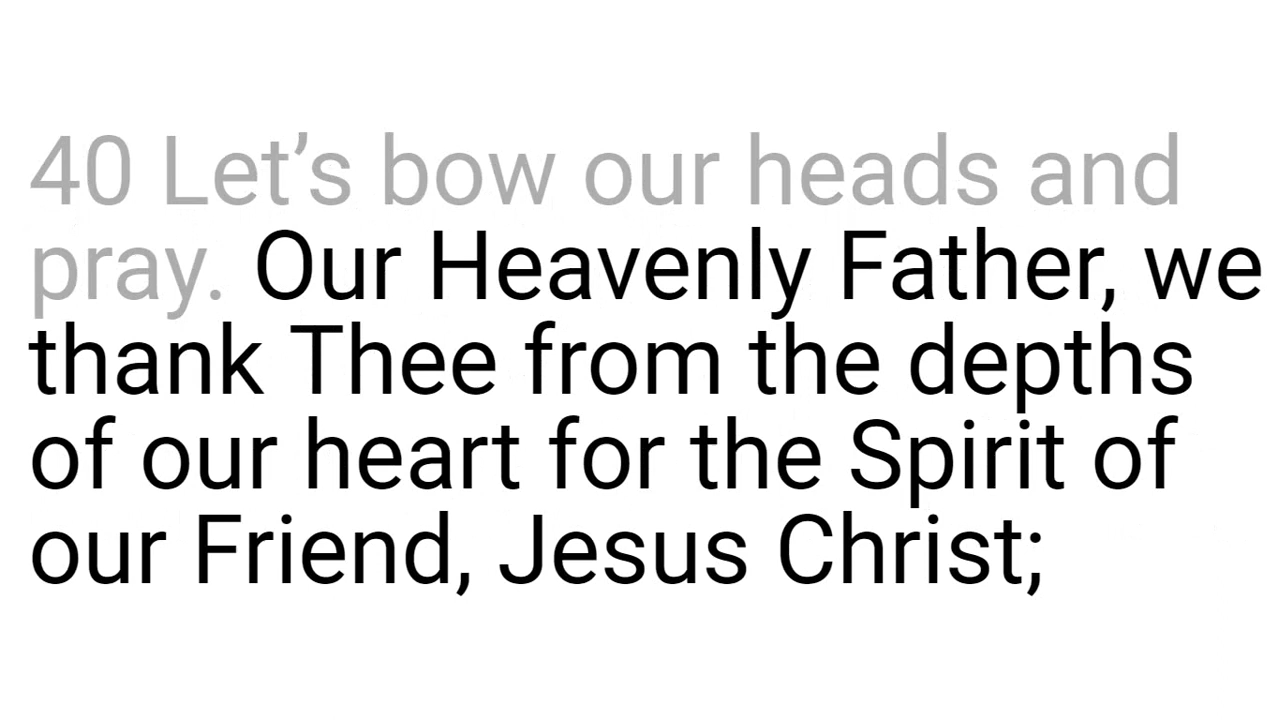 40 Let’s bow our heads and
pray. Our Heavenly Father, we
thank Thee from the depths
of our heart for the Spirit of
our Friend, Jesus Christ;